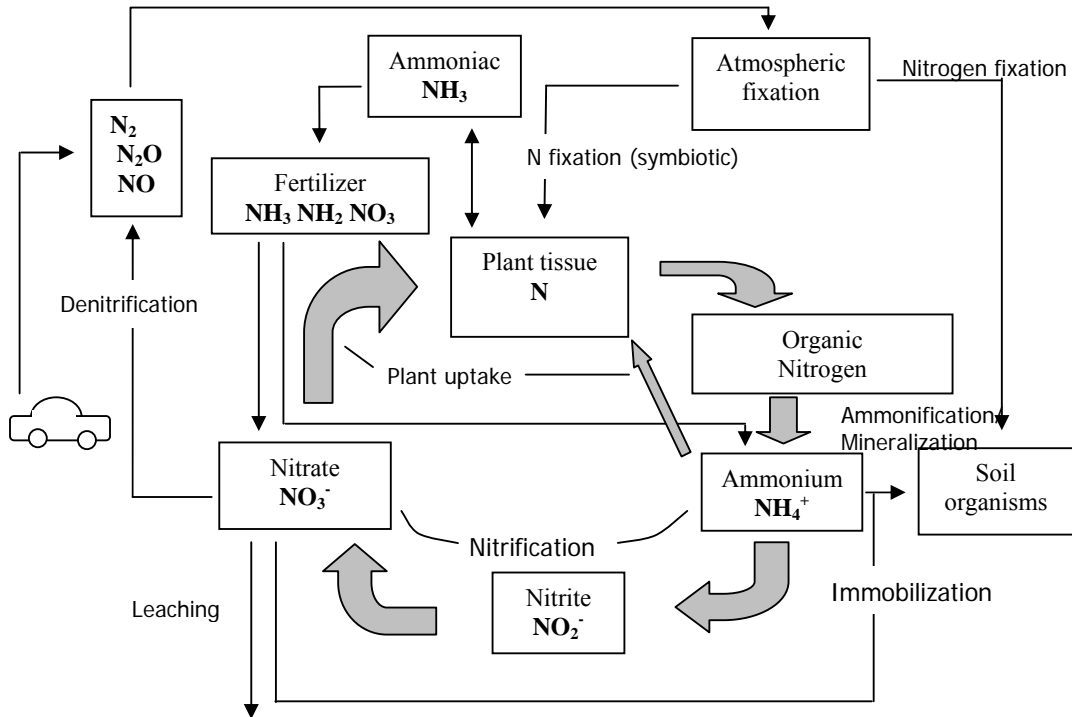 Ammoniac
NH₃
Atmospheric
fixation
Nitrogen fixation
N₂
N₂O
NO
N fixation (symbiotic)
Fertilizer
NH₃ NH₂ NO₃
Plant tissue
N
Denitrification
Organic
Nitrogen
Plant uptake
Ammonification/
Mineralization
Nitrate
NO₃⁻
Ammonium
NH₄⁺
Soil
organisms
Nitrification
Nitrite
NO₂⁻
Immobilization
Leaching